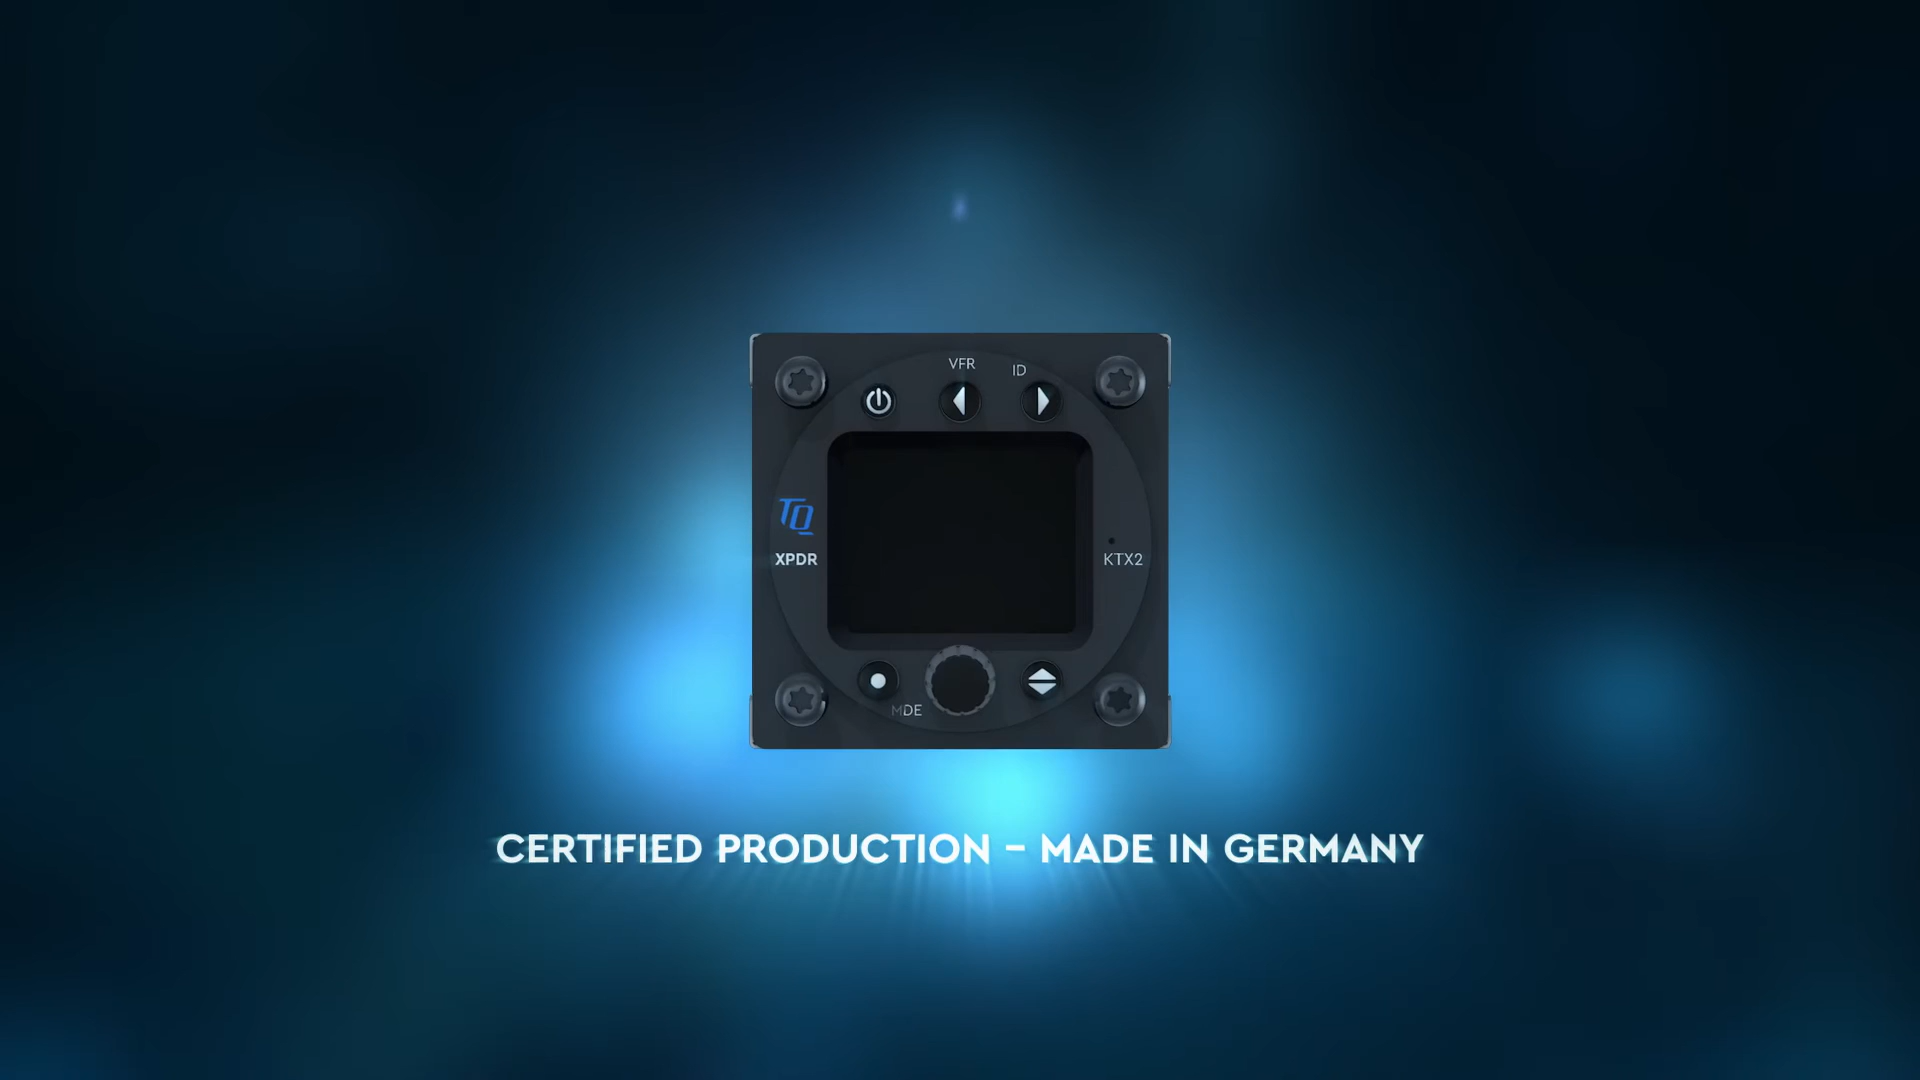 VFR
ID
TQ
XPDR
KTX2
MDE
CERTIFIED PRODUCTION – MADE IN GERMANY